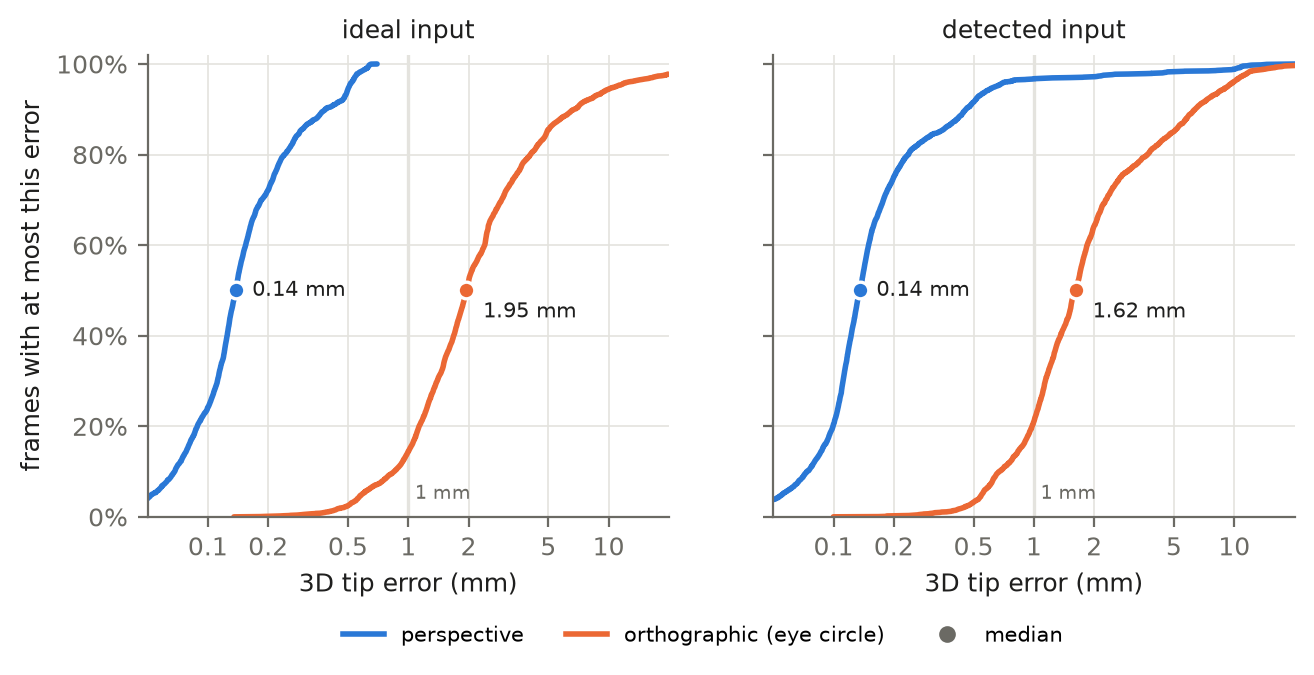 ideal input
detected input
frames with at most this error
100%
80%
60%
40%
20%
0%
0.14 mm
1.95 mm
1 mm
0.1 0.2 0.5 1 2 5 10
3D tip error (mm)
0.14 mm
1.62 mm
1 mm
0.1 0.2 0.5 1 2 5 10
3D tip error (mm)
perspective orthographic (eye circle) median